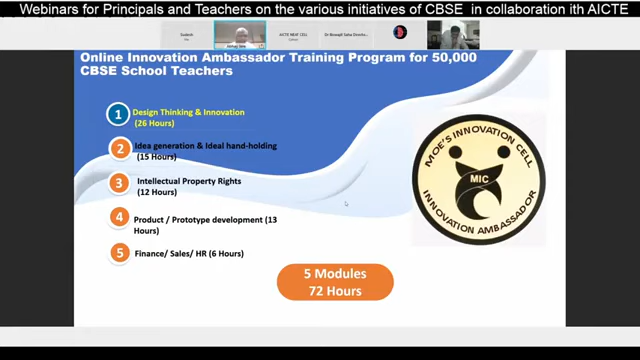 Webinars for Principals and Teachers on the various initiatives of CBSE in collaboration ith AICTE
AICTE NEAT CELL
Online Innovation Ambassador Training Program for 50,000
CBSE School Teachers
1
Design Thinking & Innovation
(26 Hours)
2
Idea generation & Ideal hand-holding
(15 Hours)
3
Intellectual Property Rights
(12 Hours)
4
Product / Prototype development (13
Hours)
5
Finance/ Sales/ HR (6 Hours)
5 Modules
72 Hours
MOE'S INNOVATION CELL
MIC
INNOVATION AMBASSADOR